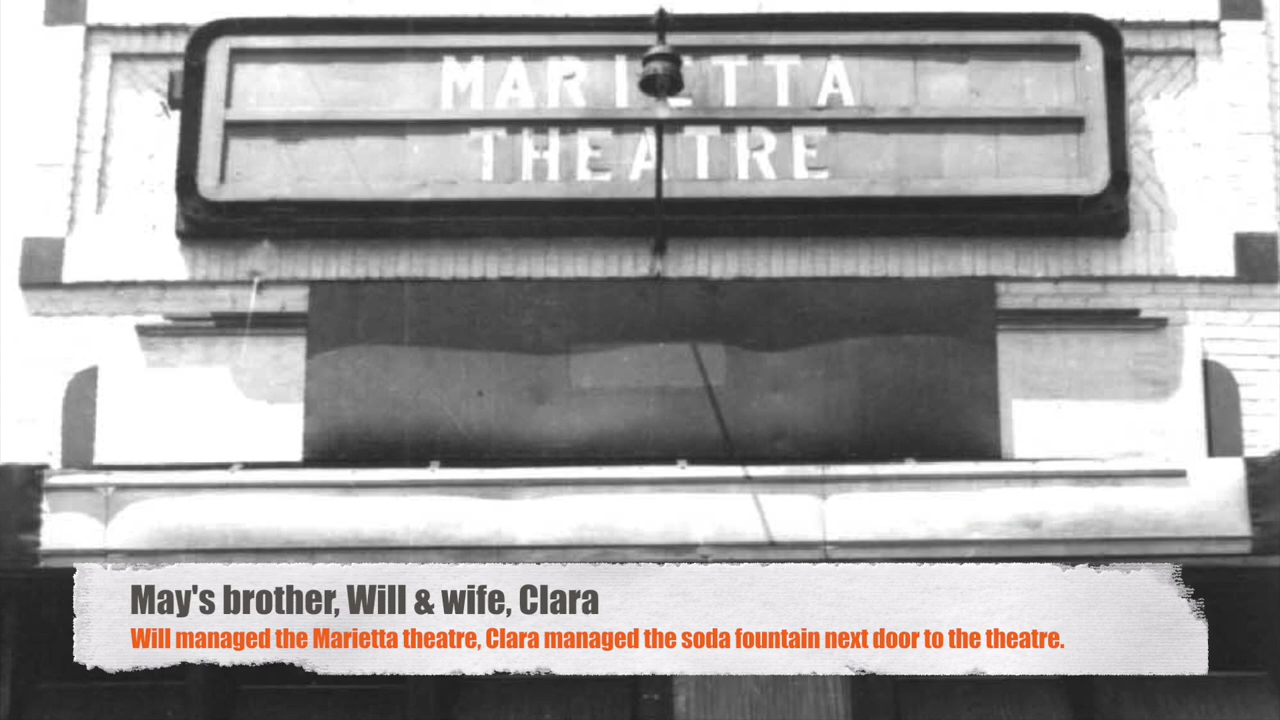 MARIETTA
THEATRE
May's brother, Will & wife, Clara
Will managed the Marietta theatre, Clara managed the soda fountain next door to the theatre.